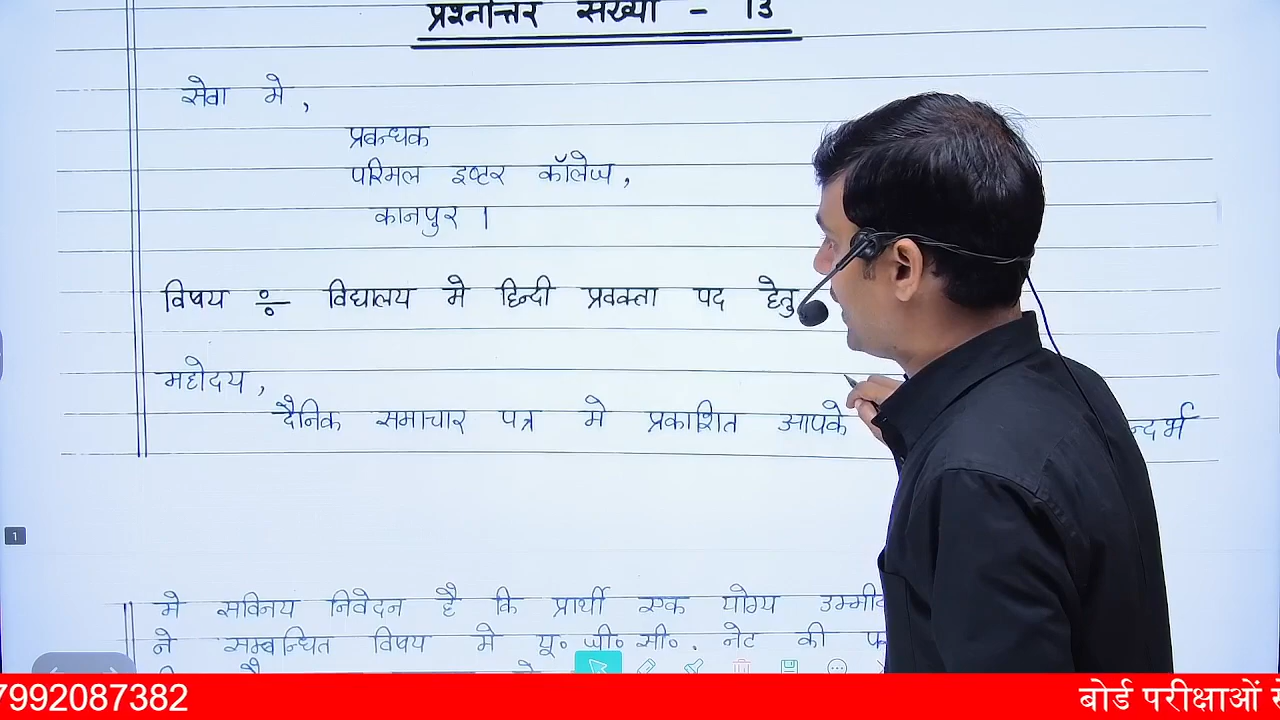 प्रश्नोत्तर संख्या - 13
सेवा मे ,
प्रबन्धक
परिमल इण्टर कॉलेज ,
कानपुर ।
विषय ÷ विद्यालय मे हिन्दी प्रवक्ता पद हेतु
महोदय ,
दैनिक समाचार पत्र मे प्रकाशित आपके
1
मे सविनय निवेदन है कि प्रार्थी एक योग्य
ने सम्बन्धित विषय मे यू॰ जी॰ सी॰ . नेट की
7992087382
बोर्ड परीक्षाओं